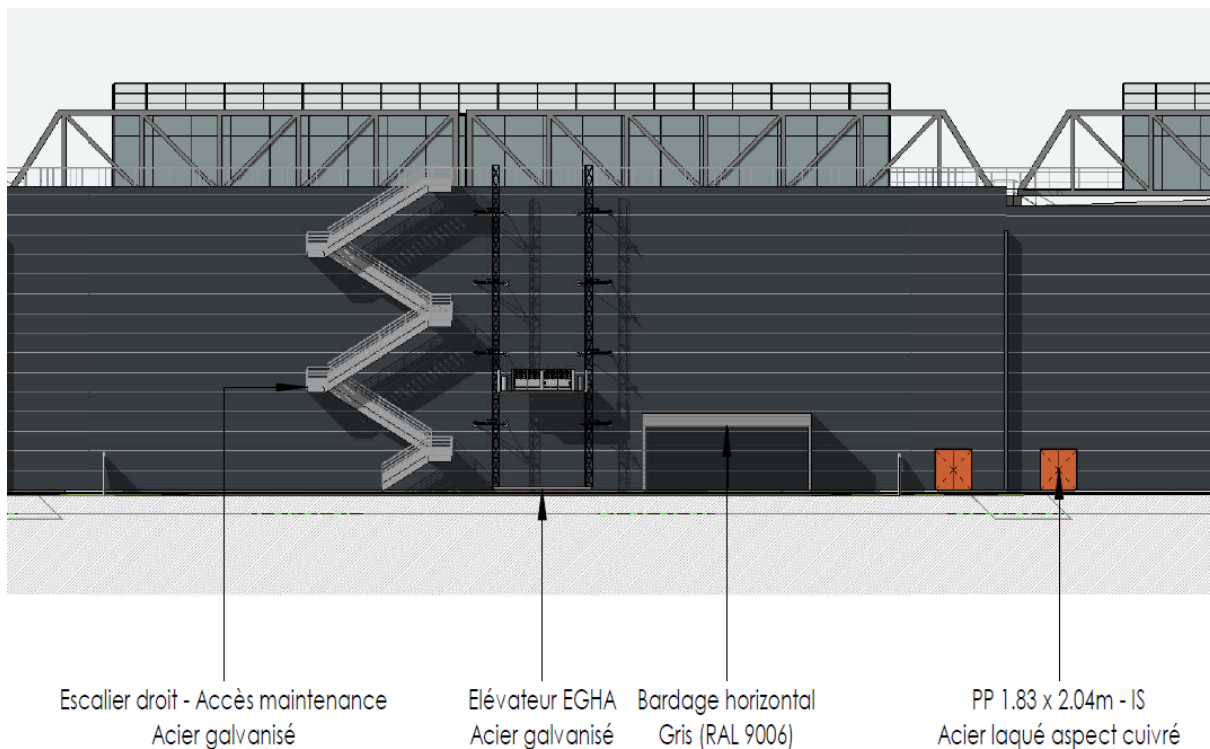 Escalier droit - Accès maintenance
Acier galvanisé
Elévateur EGHA
Acier galvanisé
Bardage horizontal
Gris (RAL 9006)
PP 1.83 x 2.04m - IS
Acier laqué aspect cuivré